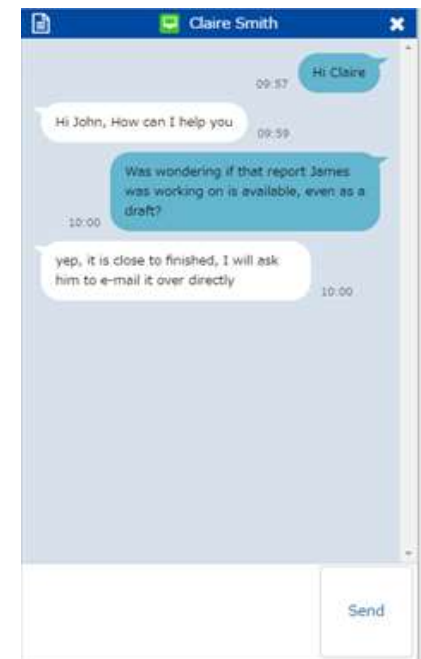 Claire Smith
Hi Claire
09:57
Hi John, How can I help you
09:59
Was wondering if that report James
was working on is available, even as a
draft?
10:00
yep, it is close to finished, I will ask
him to e-mail it over directly
10:00
Send